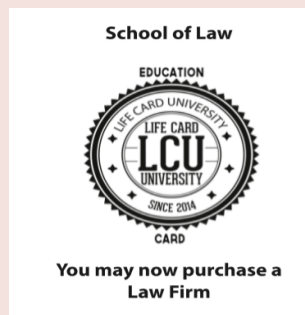 School of Law
EDUCATION
LIFE CARD UNIVERSITY
LIFE CARD
LCU
UNIVERSITY
SINCE 2014
CARD
You may now purchase a
Law Firm